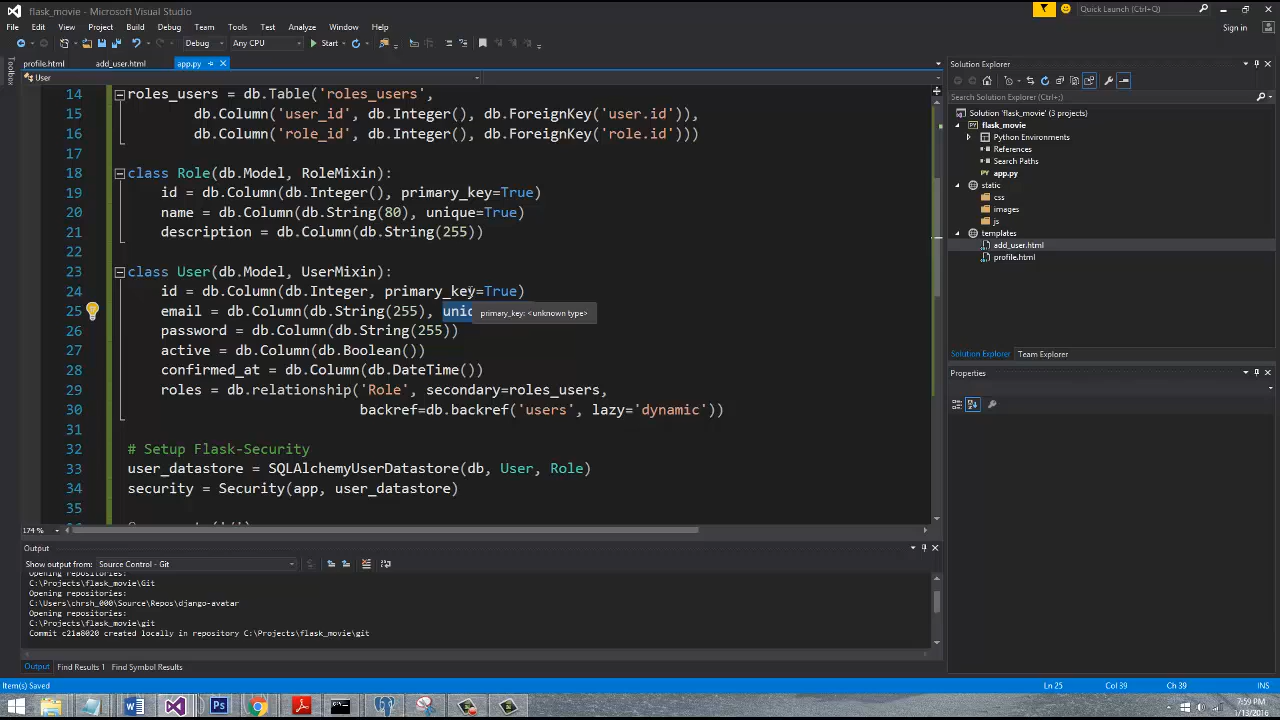 flask_movie - Microsoft Visual Studio
Quick Launch (Ctrl+Q)
File Edit View Project Build Debug Team Tools Test Analyze Window Help
Sign in
Debug Any CPU Start
profile.html add_user.html app.py
Toolbox
User
14 roles_users = db.Table('roles_users',
15 db.Column('user_id', db.Integer(), db.ForeignKey('user.id')),
16 db.Column('role_id', db.Integer(), db.ForeignKey('role.id')))
17
18 class Role(db.Model, RoleMixin):
19 id = db.Column(db.Integer(), primary_key=True)
20 name = db.Column(db.String(80), unique=True)
21 description = db.Column(db.String(255))
22
23 class User(db.Model, UserMixin):
24 id = db.Column(db.Integer, primary_key=True)
25 email = db.Column(db.String(255), uniq
primary_key: <unknown type>
26 password = db.Column(db.String(255))
27 active = db.Column(db.Boolean())
28 confirmed_at = db.Column(db.DateTime())
29 roles = db.relationship('Role', secondary=roles_users,
30 backref=db.backref('users', lazy='dynamic'))
31
32 # Setup Flask-Security
33 user_datastore = SQLAlchemyUserDatastore(db, User, Role)
34 security = Security(app, user_datastore)
35
174 %
Output
Show output from: Source Control - Git
Opening repositories:
C:\Projects\flask_movie\Git
Opening repositories:
C:\Users\chrsh_000\Source\Repos\django-avatar
Opening repositories:
C:\Projects\flask_movie\git
Commit c21a8020 created locally in repository C:\Projects\flask_movie\git
Output Find Results 1 Find Symbol Results
Solution Explorer
Search Solution Explorer (Ctrl+;)
Solution 'flask_movie' (3 projects)
flask_movie
Python Environments
References
Search Paths
app.py
static
css
images
js
templates
add_user.html
profile.html
Solution Explorer Team Explorer
Properties
Item(s) Saved Ln 25 Col 39 Ch 39 INS
7:59 PM
1/13/2016